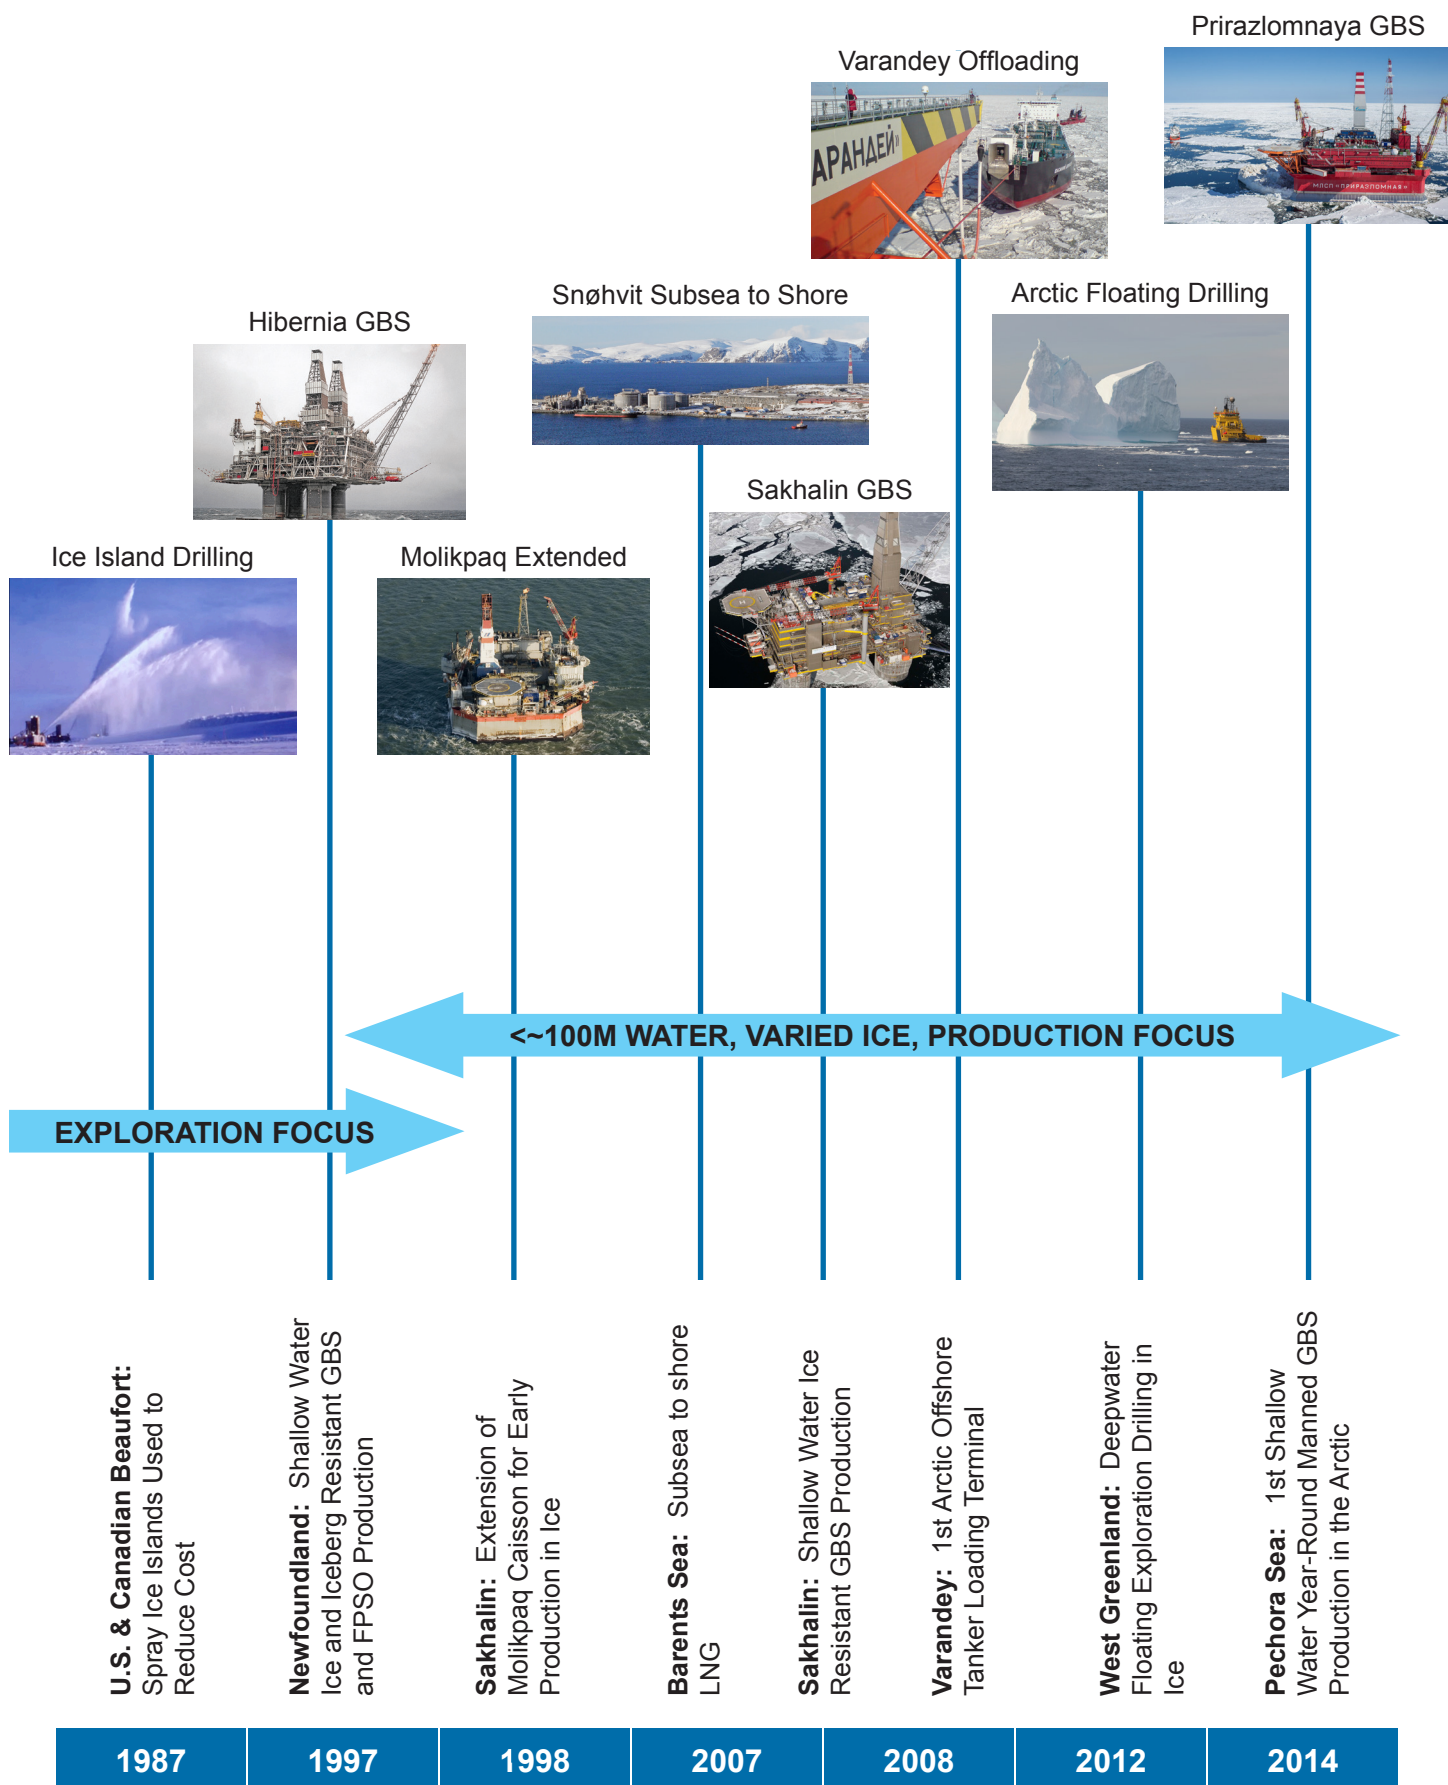 Prirazlomnaya GBS
Varandey Offloading
АРАНДЕЙ»
МЛСП «ПРИРАЗЛОМНАЯ»
Snøhvit Subsea to Shore
Arctic Floating Drilling
Hibernia GBS
Sakhalin GBS
Ice Island Drilling
Molikpaq Extended
<~100M WATER, VARIED ICE, PRODUCTION FOCUS
EXPLORATION FOCUS
U.S. & Canadian Beaufort:
Spray Ice Islands Used to
Reduce Cost
Newfoundland: Shallow Water
Ice and Iceberg Resistant GBS
and FPSO Production
Sakhalin: Extension of
Molikpaq Caisson for Early
Production in Ice
Barents Sea: Subsea to shore
LNG
Sakhalin: Shallow Water Ice
Resistant GBS Production
Varandey: 1st Arctic Offshore
Tanker Loading Terminal
West Greenland: Deepwater
Floating Exploration Drilling in
Ice
Pechora Sea: 1st Shallow
Water Year-Round Manned GBS
Production in the Arctic
1987
1997
1998
2007
2008
2012
2014